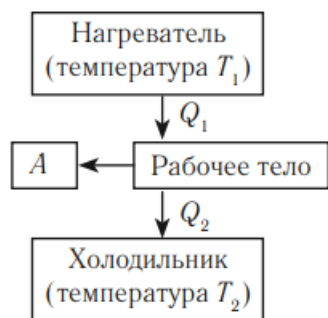 Нагреватель
(температура T₁)
Q₁
A
Рабочее тело
Q₂
Холодильник
(температура T₂)